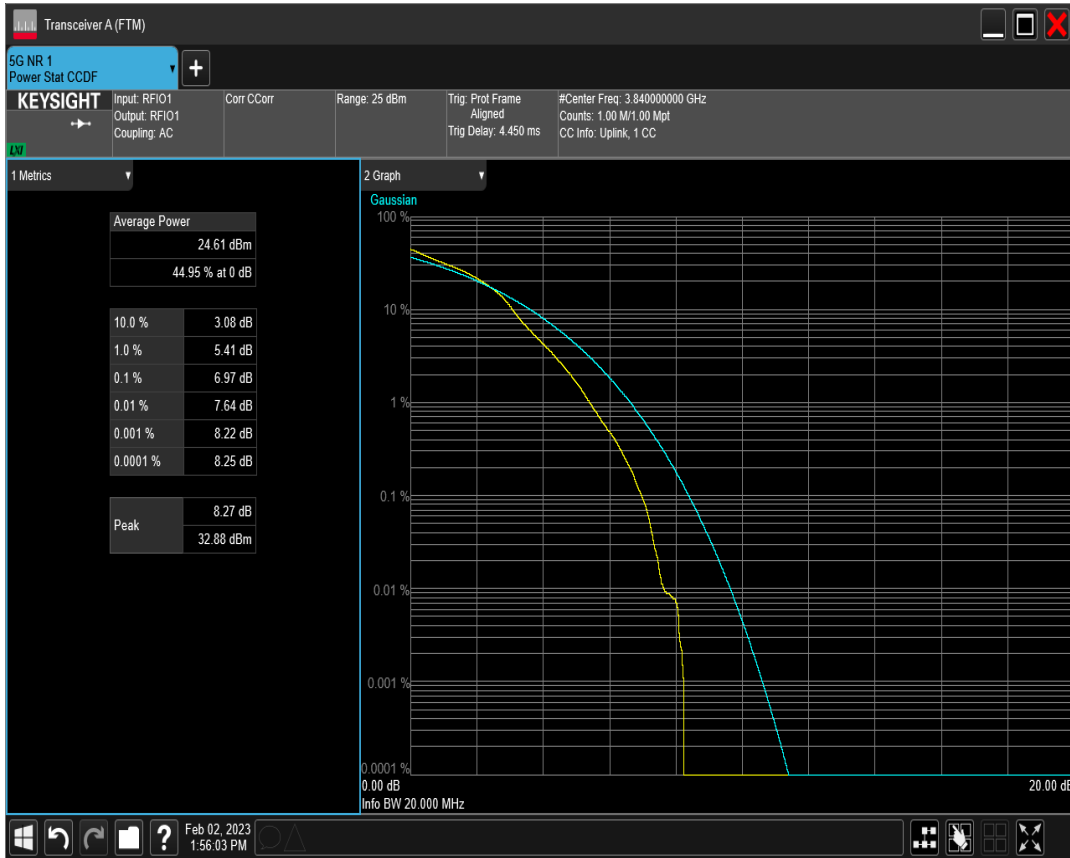 Transceiver A (FTM)
5G NR 1
Power Stat CCDF
+
KEYSIGHT
LXI
Input: RFIO1
Output: RFIO1
Coupling: AC
Corr CCorr
Range: 25 dBm
Trig: Prot Frame
Aligned
Trig Delay: 4.450 ms
#Center Freq: 3.840000000 GHz
Counts: 1.00 M/1.00 Mpt
CC Info: Uplink, 1 CC
1 Metrics
Average Power
24.61 dBm
44.95 % at 0 dB
10.0 % 3.08 dB
1.0 % 5.41 dB
0.1 % 6.97 dB
0.01 % 7.64 dB
0.001 % 8.22 dB
0.0001 % 8.25 dB
Peak
8.27 dB
32.88 dBm
2 Graph
Gaussian
100 %
10 %
1 %
0.1 %
0.01 %
0.001 %
0.0001 %
0.00 dB 20.00 dB
Info BW 20.000 MHz
?
Feb 02, 2023
1:56:03 PM